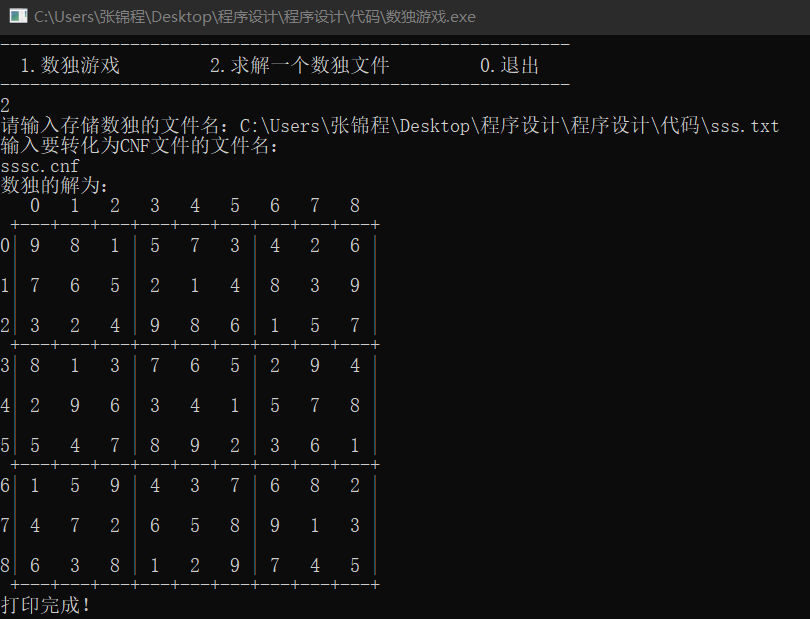 C:\Users\张锦程\Desktop\程序设计\程序设计\代码\数独游戏.exe
---------------------------------------------------------
1.数独游戏 2.求解一个数独文件 0.退出
---------------------------------------------------------
2
请输入存储数独的文件名：C:\Users\张锦程\Desktop\程序设计\程序设计\代码\sss.txt
输入要转化为CNF文件的文件名：
sssc.cnf
数独的解为：
0 1 2 3 4 5 6 7 8
+---+---+---+---+---+---+---+---+---+
0| 9 8 1 | 5 7 3 | 4 2 6 |
1| 7 6 5 | 2 1 4 | 8 3 9 |
2| 3 2 4 | 9 8 6 | 1 5 7 |
+---+---+---+---+---+---+---+---+---+
3| 8 1 3 | 7 6 5 | 2 9 4 |
4| 2 9 6 | 3 4 1 | 5 7 8 |
5| 5 4 7 | 8 9 2 | 3 6 1 |
+---+---+---+---+---+---+---+---+---+
6| 1 5 9 | 4 3 7 | 6 8 2 |
7| 4 7 2 | 6 5 8 | 9 1 3 |
8| 6 3 8 | 1 2 9 | 7 4 5 |
+---+---+---+---+---+---+---+---+---+
打印完成！